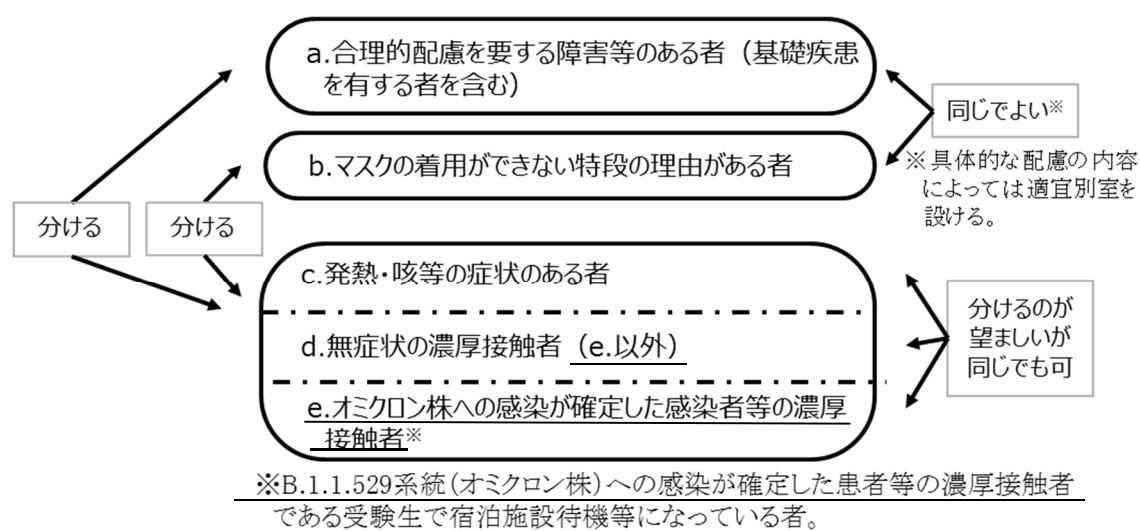 a.合理的配慮を要する障害等のある者（基礎疾患
を有する者を含む）
同じでよい※
b.マスクの着用ができない特段の理由がある者
※具体的な配慮の内容
によっては適宜別室を
設ける。
分ける
分ける
c.発熱・咳等の症状のある者
d.無症状の濃厚接触者（e.以外）
e.オミクロン株への感染が確定した感染者等の濃厚
接触者※
分けるのが
望ましいが
同じでも可
※B.1.1.529系統(オミクロン株)への感染が確定した患者等の濃厚接触者
である受験生で宿泊施設待機等になっている者。